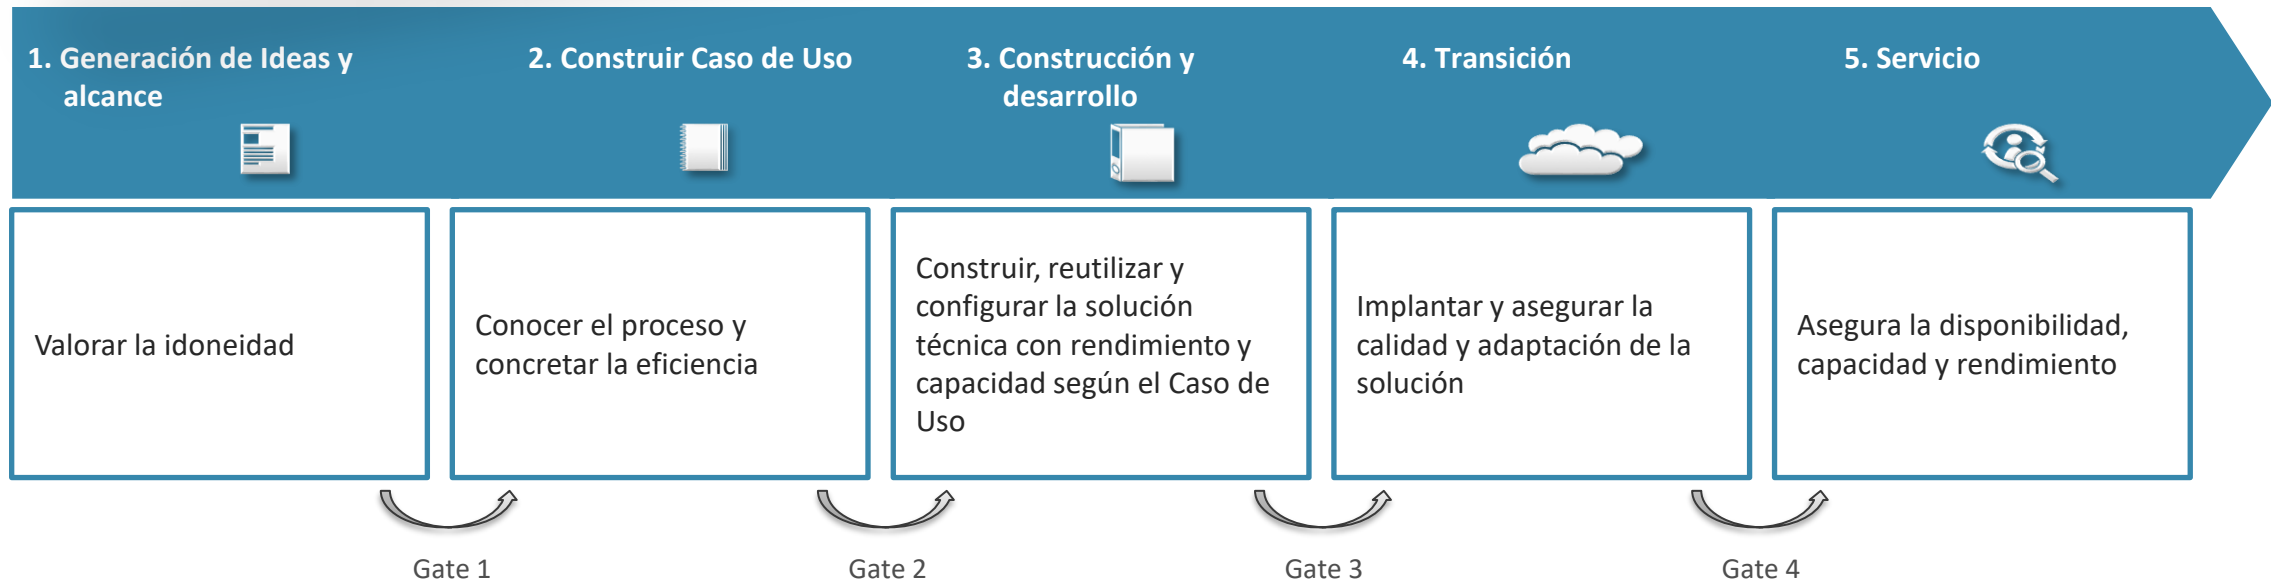 1. Generación de Ideas y
alcance
2. Construir Caso de Uso
3. Construcción y
desarrollo
4. Transición
5. Servicio
Valorar la idoneidad
Conocer el proceso y
concretar la eficiencia
Construir, reutilizar y
configurar la solución
técnica con rendimiento y
capacidad según el Caso de
Uso
Implantar y asegurar la
calidad y adaptación de la
solución
Asegura la disponibilidad,
capacidad y rendimiento
Gate 1
Gate 2
Gate 3
Gate 4